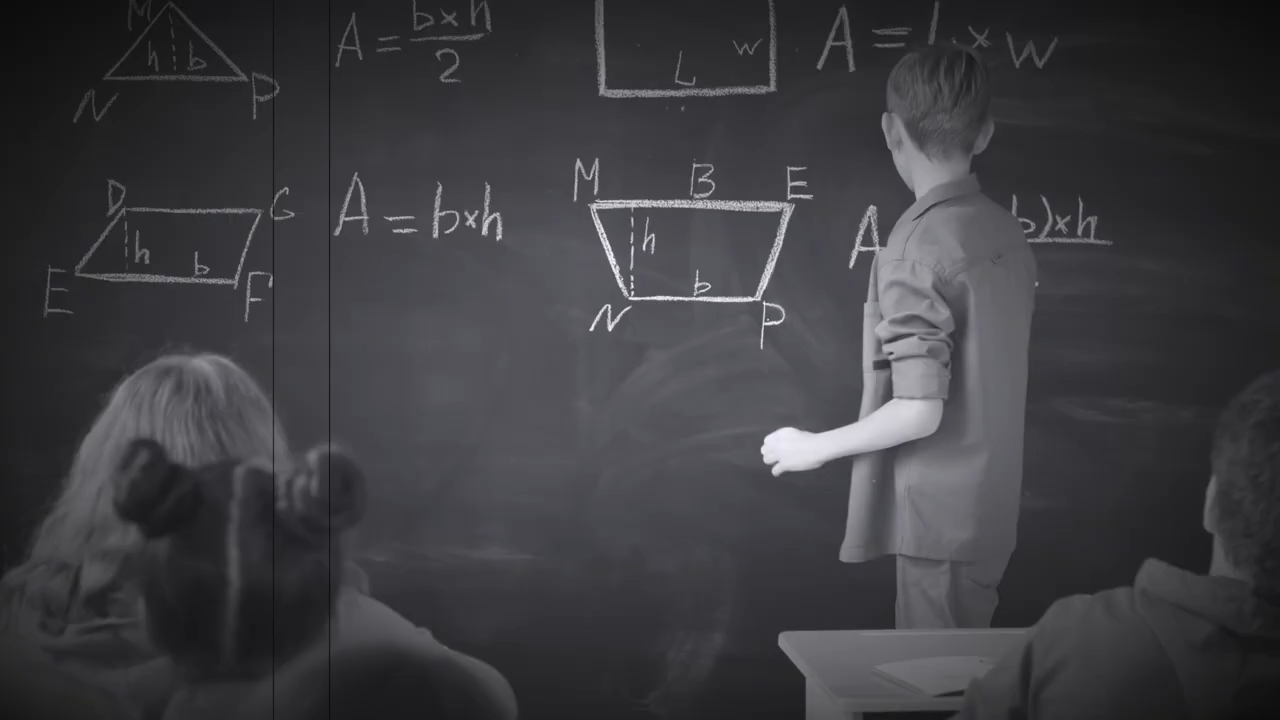 M
h b
N P
A = b×h
2
L w
A = L × w
D G
h b
E F
A = b×h
M B E
h
b
N P
A b)×h